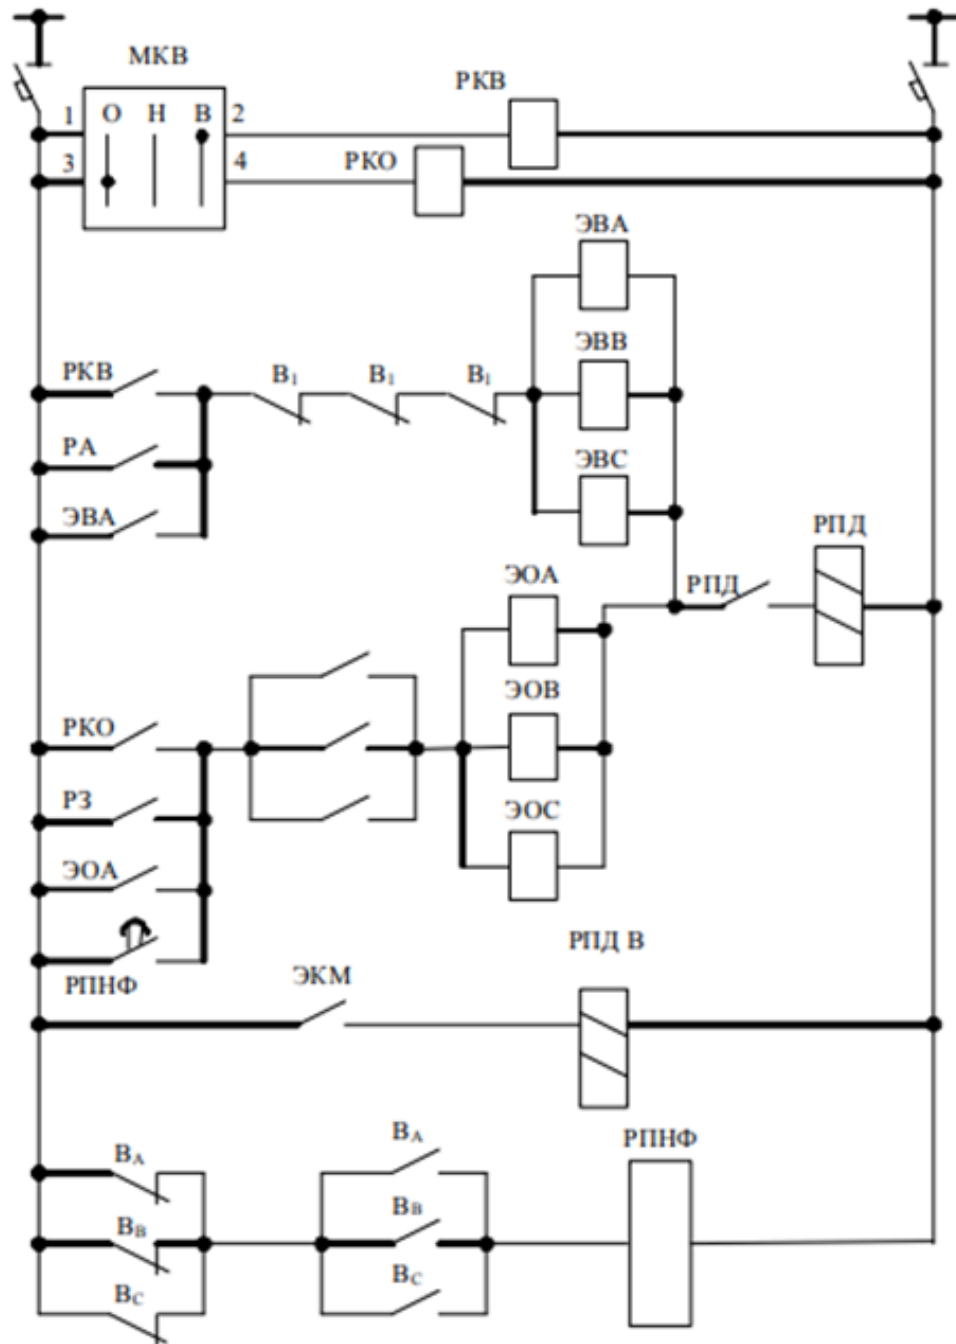 МКВ
1 О Н В 2
РКВ
3 4
РКО
ЭВА
РКВ
В1 В1 В1
ЭВВ
РА
ЭВС
ЭВА
РПД
ЭОА
РПД
ЭОВ
РКО
РЗ
ЭОС
ЭОА
РПНФ
ЭКМ
РПД В
ВА
ВА
РПНФ
ВВ
ВВ
ВС
ВС